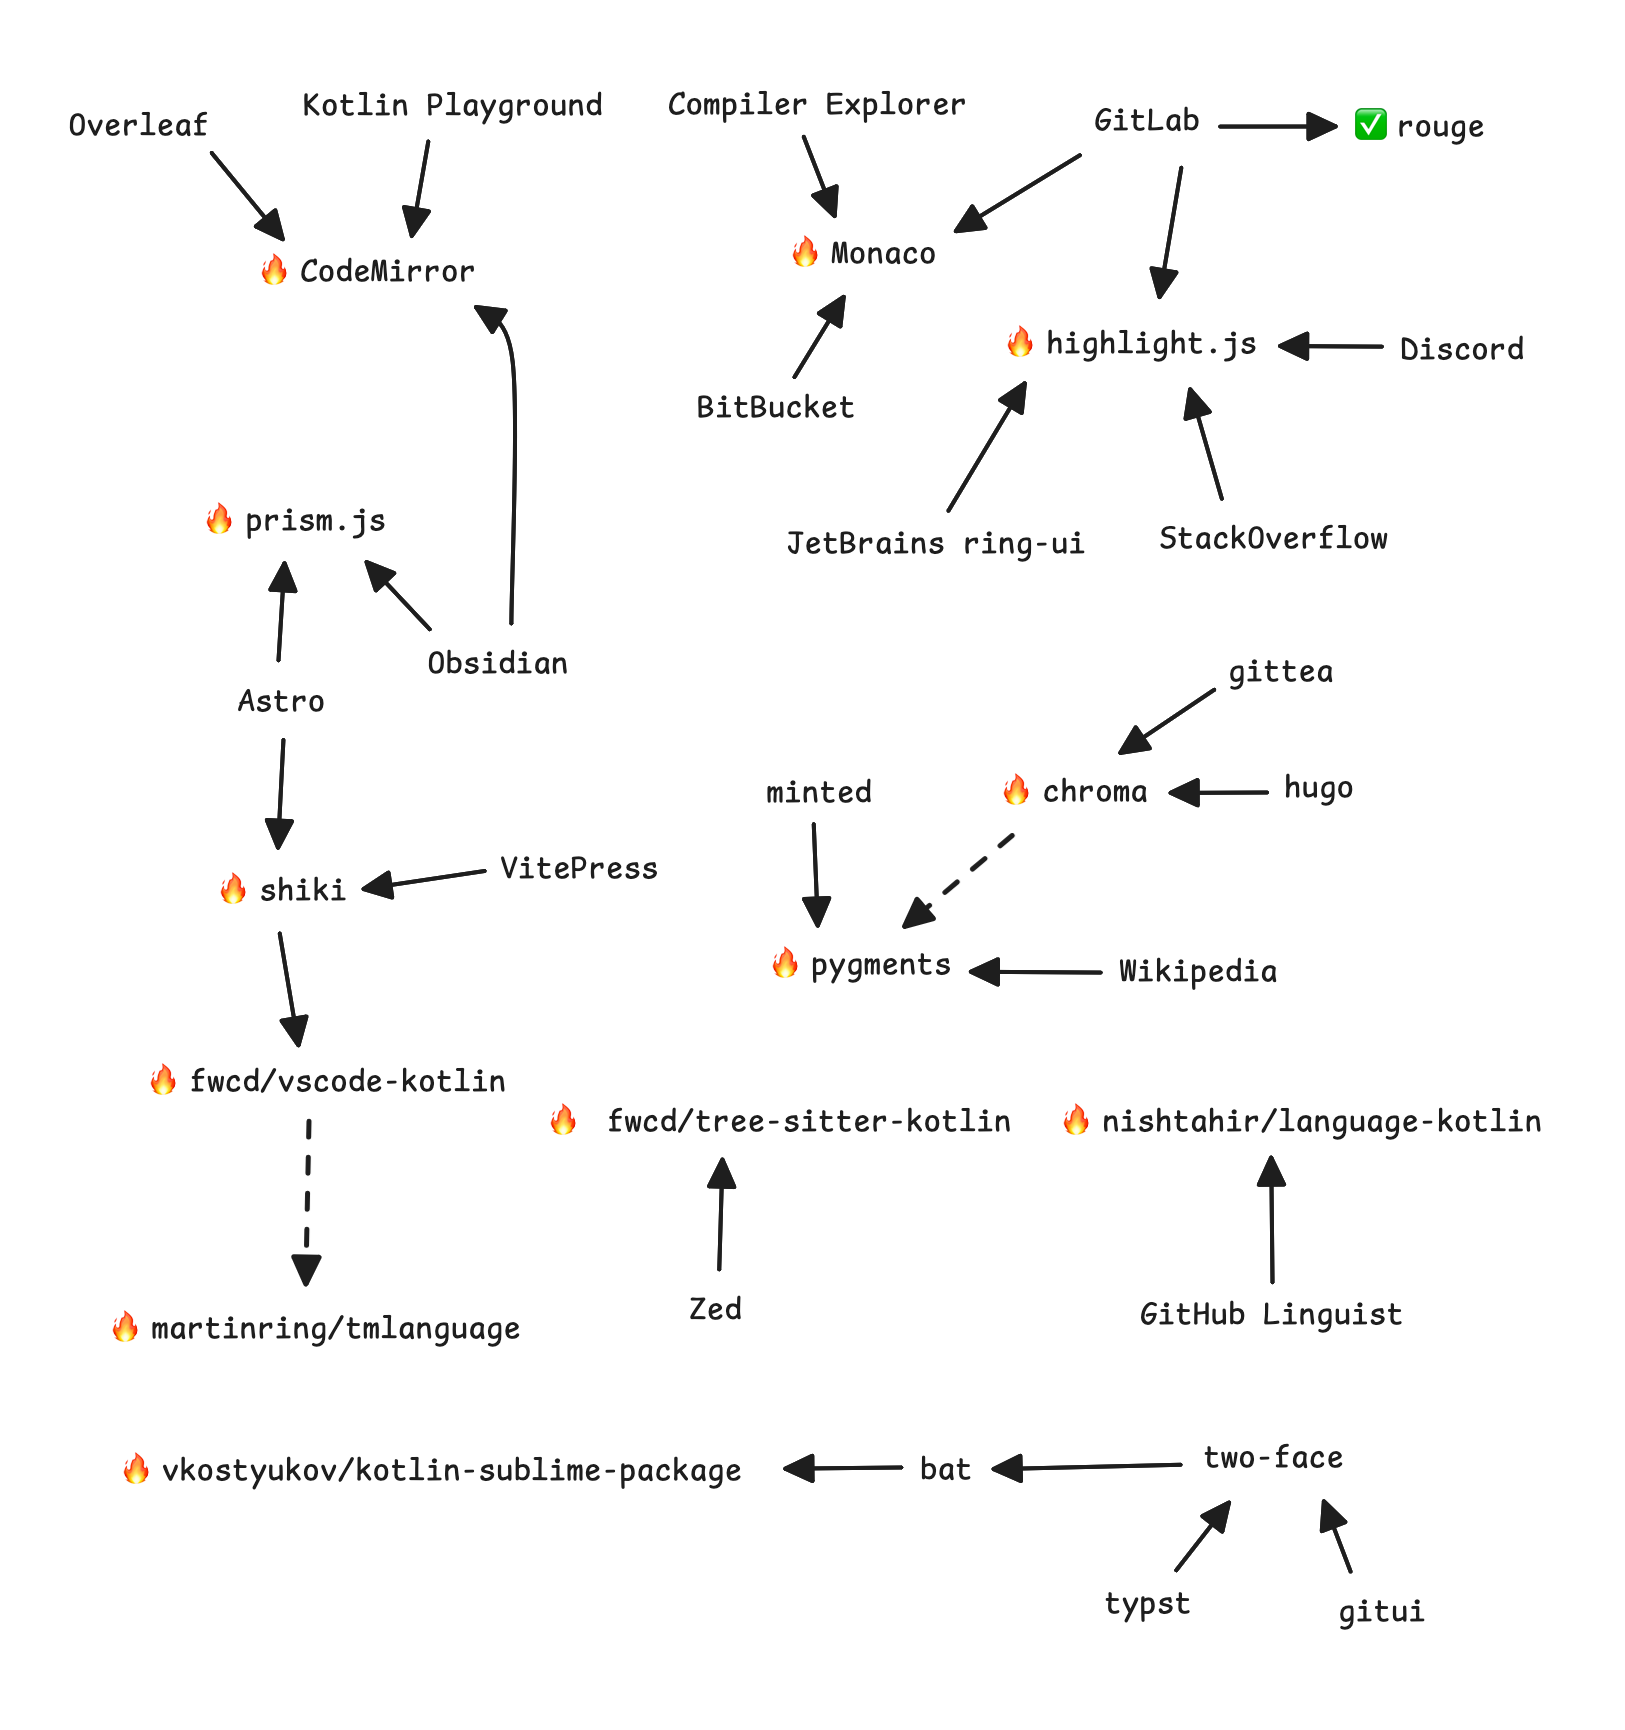 Overleaf
Kotlin Playground
Compiler Explorer
GitLab
✅ rouge
🔥 CodeMirror
🔥 Monaco
🔥 highlight.js
Discord
BitBucket
🔥 prism.js
JetBrains ring-ui
StackOverflow
Obsidian
Astro
gittea
minted
🔥 chroma
hugo
🔥 shiki
VitePress
🔥 pygments
Wikipedia
🔥 fwcd/vscode-kotlin
🔥 fwcd/tree-sitter-kotlin
🔥 nishtahir/language-kotlin
Zed
GitHub Linguist
🔥 martinring/tmlanguage
🔥 vkostyukov/kotlin-sublime-package
bat
two-face
typst
gitui